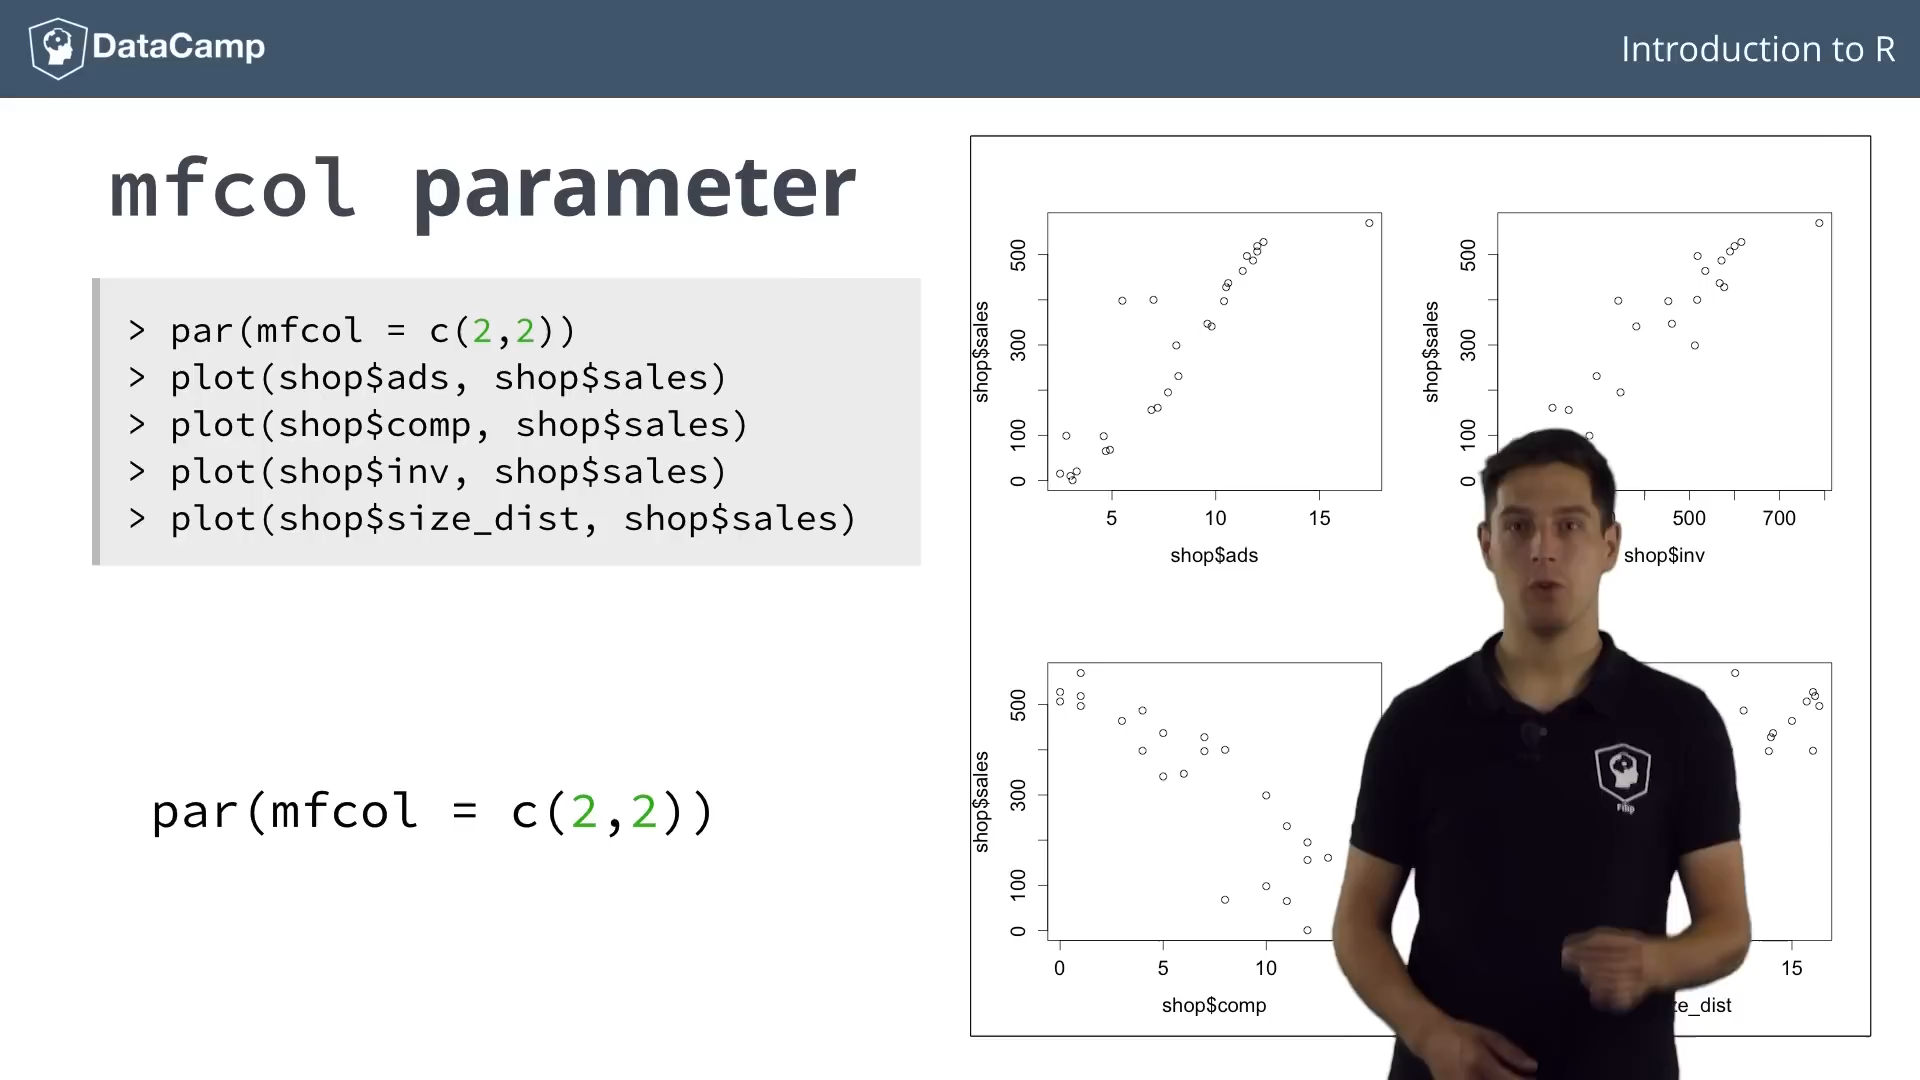 DataCamp
Introduction to R
mfcol parameter
> par(mfcol = c(2,2))
> plot(shop$ads, shop$sales)
> plot(shop$comp, shop$sales)
> plot(shop$inv, shop$sales)
> plot(shop$size_dist, shop$sales)
par(mfcol = c(2,2))
shop$sales
0 100 300 500
5 10 15
shop$ads
shop$sales
0 100 300 500
500 700
shop$inv
shop$sales
0 100 300 500
0 5 10
shop$comp
15
ze_dist
Filip